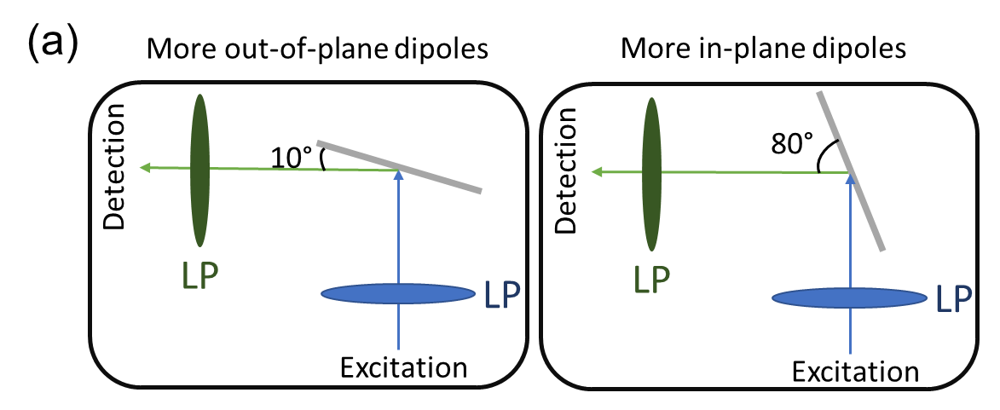 (a)
More out-of-plane dipoles
Detection
10°
LP
LP
Excitation
More in-plane dipoles
Detection
80°
LP
LP
Excitation